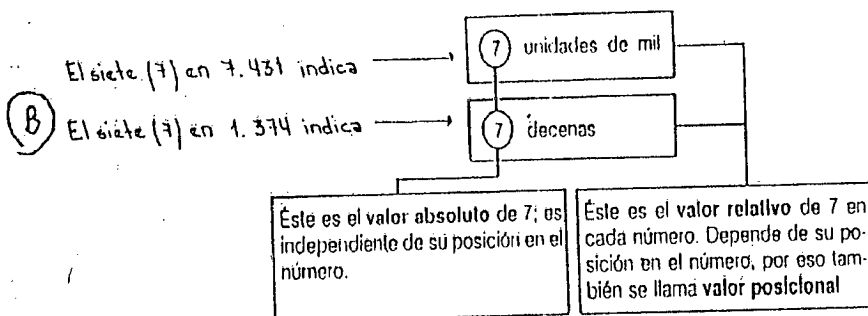 El siete (7) en 7.431 indica
7 unidades de mil
B
El siete (7) en 1.374 indica
7 decenas
Éste es el valor absoluto de 7; es
independiente de su posición en el
número.
Éste es el valor relativo de 7 en
cada número. Depende de su po-
sición en el número, por eso tam-
bién se llama valor posicional